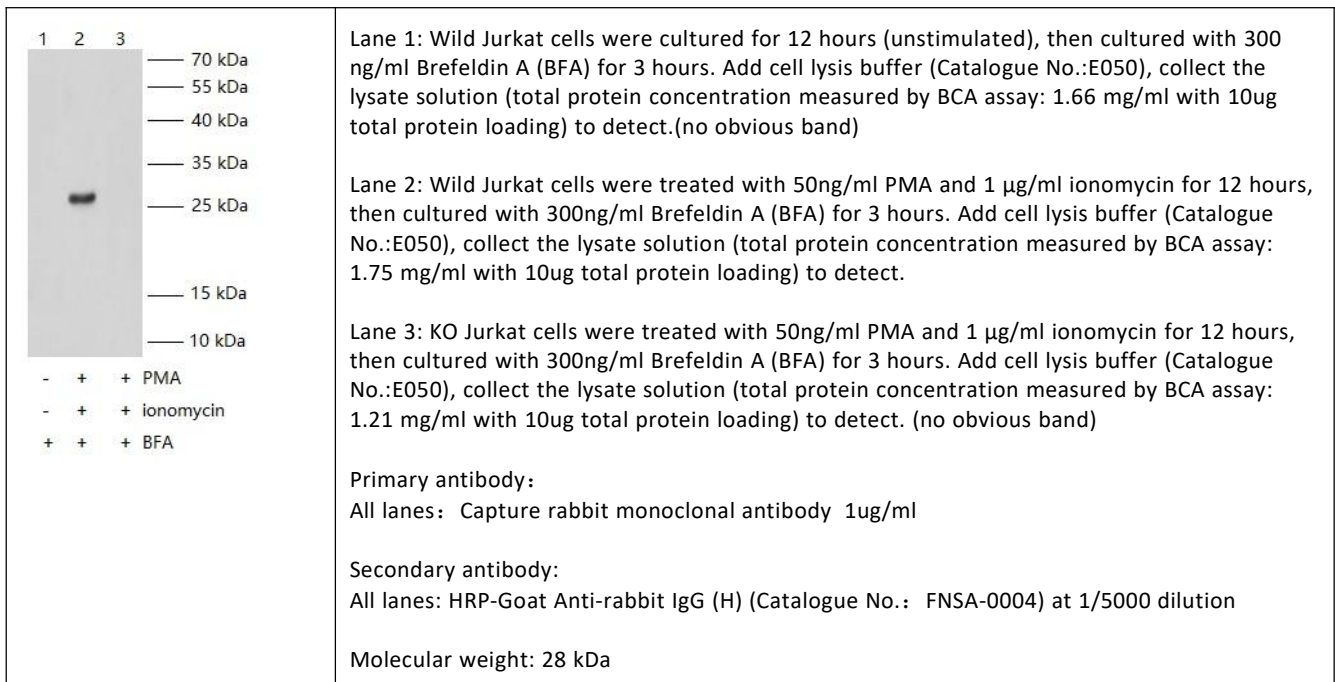 1 2 3
70 kDa
55 kDa
40 kDa
35 kDa
25 kDa
15 kDa
10 kDa
- + + PMA
- + + ionomycin
+ + + BFA
Lane 1: Wild Jurkat cells were cultured for 12 hours (unstimulated), then cultured with 300
ng/ml Brefeldin A (BFA) for 3 hours. Add cell lysis buffer (Catalogue No.:E050), collect the
lysate solution (total protein concentration measured by BCA assay: 1.66 mg/ml with 10ug
total protein loading) to detect.(no obvious band)
Lane 2: Wild Jurkat cells were treated with 50ng/ml PMA and 1 μg/ml ionomycin for 12 hours,
then cultured with 300ng/ml Brefeldin A (BFA) for 3 hours. Add cell lysis buffer (Catalogue
No.:E050), collect the lysate solution (total protein concentration measured by BCA assay:
1.75 mg/ml with 10ug total protein loading) to detect.
Lane 3: KO Jurkat cells were treated with 50ng/ml PMA and 1 μg/ml ionomycin for 12 hours,
then cultured with 300ng/ml Brefeldin A (BFA) for 3 hours. Add cell lysis buffer (Catalogue
No.:E050), collect the lysate solution (total protein concentration measured by BCA assay:
1.21 mg/ml with 10ug total protein loading) to detect. (no obvious band)
Primary antibody：
All lanes：Capture rabbit monoclonal antibody 1ug/ml
Secondary antibody:
All lanes: HRP-Goat Anti-rabbit IgG (H) (Catalogue No.：FNSA-0004) at 1/5000 dilution
Molecular weight: 28 kDa